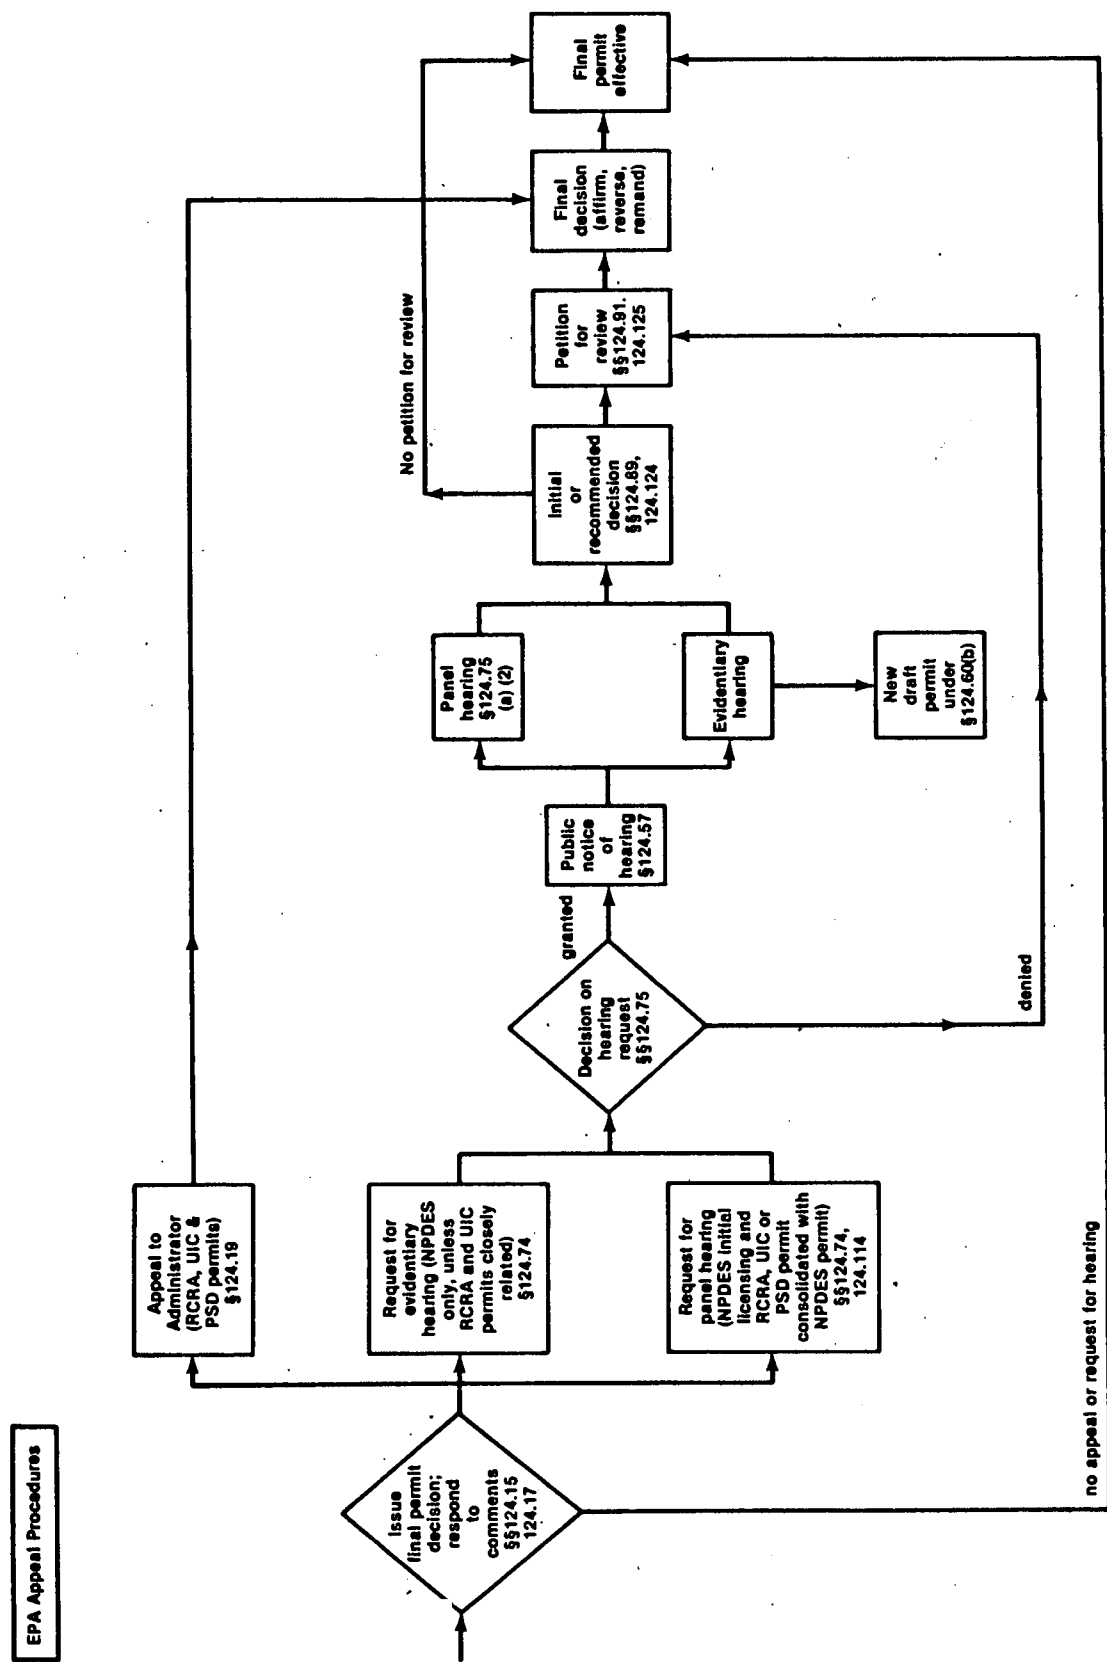 EPA Appeal Procedures
Issue
final permit
decision;
respond
to
comments
§§124.15
124.17
no appeal or request for hearing
Appeal to
Administrator
(RCRA, UIC &
PSD permits)
§124.19
Request for
evidentiary
hearing (NPDES
only, unless
RCRA and UIC
permits closely
related)
§124.74
Request for
panel hearing
(NPDES initial
licensing and
RCRA, UIC or
PSD permit
consolidated with
NPDES permit)
§§124.74,
124.114
Decision on
hearing
request
§§124.75
granted
denied
Public
notice
of
hearing
§124.57
Panel
hearing
§124.75
(a) (2)
Evidentiary
hearing
New
draft
permit
under
§124.60(b)
Initial
or
recommended
decision
§§124.89,
124.124
No petition for review
Petition
for
review
§§124.91.
124.125
Final
decision
(affirm,
reverse,
remand)
Final
permit
effective